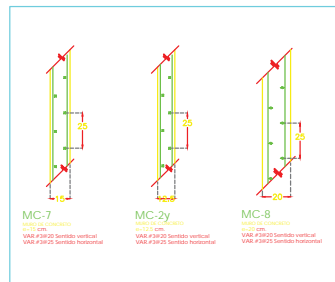 25
25
25
15
20
MC-7
MC-2y
MC-8
cm.
cm.
cm.
VAR.#3@20 Sentido vertical
VAR.#3@20 Sentido vertical
VAR.#3@20 Sentido vertical
VAR.#3@25 Sentido horizontal
VAR.#3@25 Sentido horizontal
VAR.#3@25 Sentido horizontal